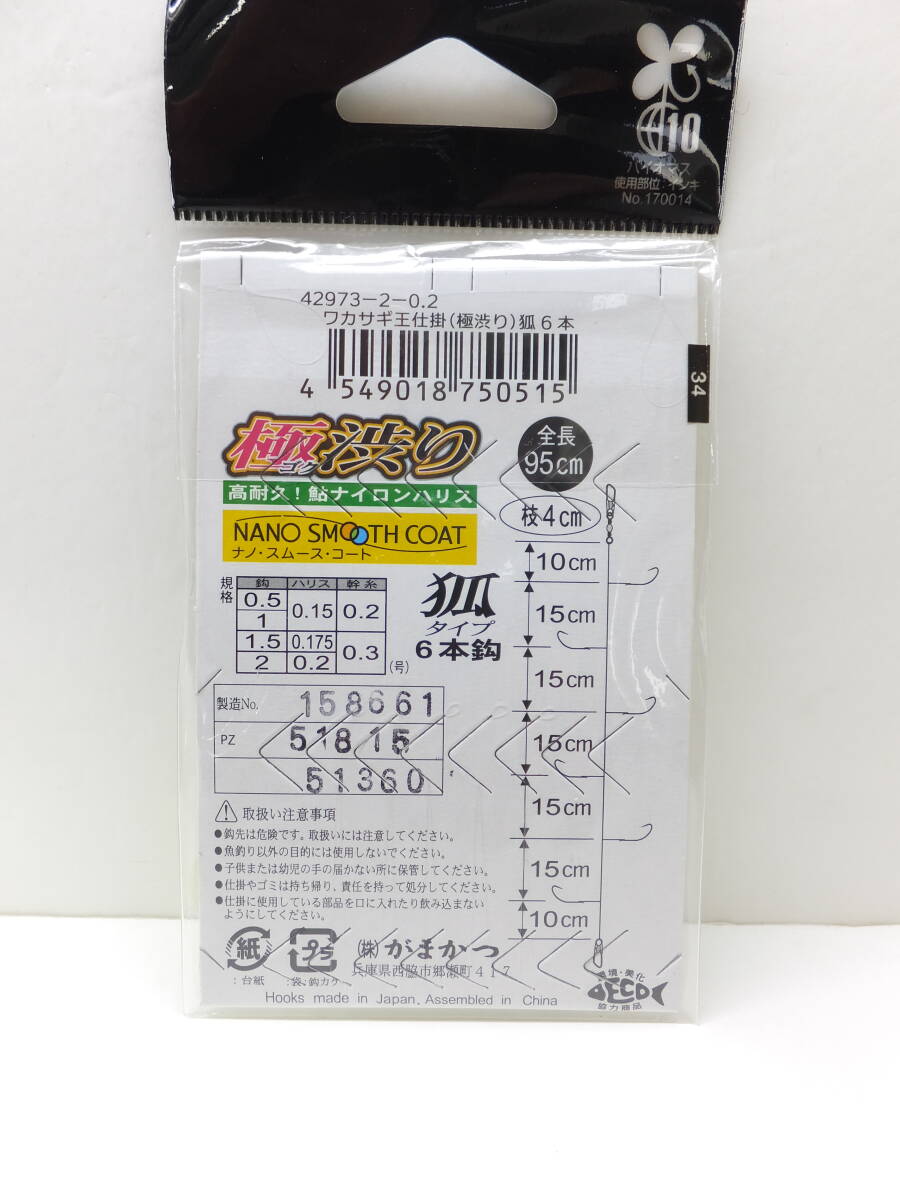 10
バイオマス
使用部位:インキ
No.170014
42973-2-0.2
ワカサギ王仕掛(極渋り)狐6本
4 549018 750515
34
極渋り
ゴク
高耐久!鮎ナイロンハリス
NANO SMOOTH COAT
ナノ・スムース・コート
全長
95cm
枝4cm
10cm
15cm
15cm
15cm
15cm
15cm
10cm
規格
鈎 ハリス 幹糸
0.5 0.15 0.2
1
1.5 0.175 0.3
2 0.2
(号)
狐
タイプ
6本鈎
製造No. 158661
PZ 51815
51360
取扱い注意事項
●鈎先は危険です。取扱いには注意してください。
●魚釣り以外の目的には使用しないでください。
●子供または幼児の手の届かない所に保管してください。
●仕掛やゴミは持ち帰り、責任を持って処分してください。
●仕掛に使用している部品を口に入れたり飲み込まない
ようにしてください。
紙
:台紙
プラ
:袋、鈎カケ
(株)がまかつ
兵庫県西脇市郷瀬町417
Hooks made in Japan. Assembled in China
環境・美化
ECO
協力商品